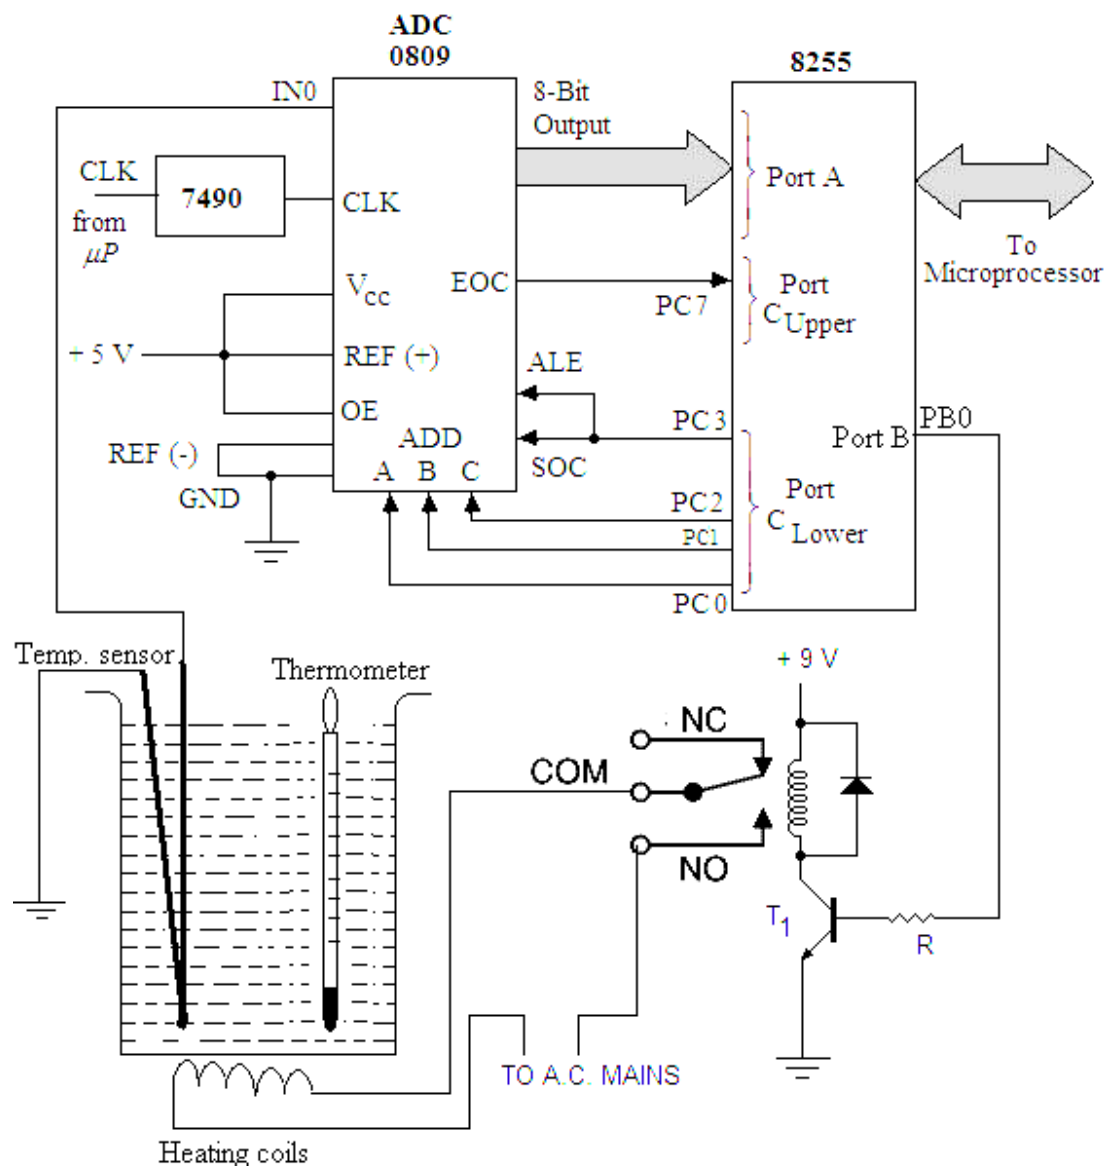 ADC
0809
8255
IN0
8-Bit
Output
CLK
7490
from
μP
CLK
Port A
To
Microprocessor
EOC
PC7
Port
C Upper
Vcc
+ 5 V
REF (+)
ALE
OE
PC3
PB0
Port B
REF (-)
ADD
A B C
SOC
GND
PC2
Port
C Lower
PC1
PC0
Temp. sensor
Thermometer
+ 9 V
NC
COM
NO
T1
R
TO A.C. MAINS
Heating coils